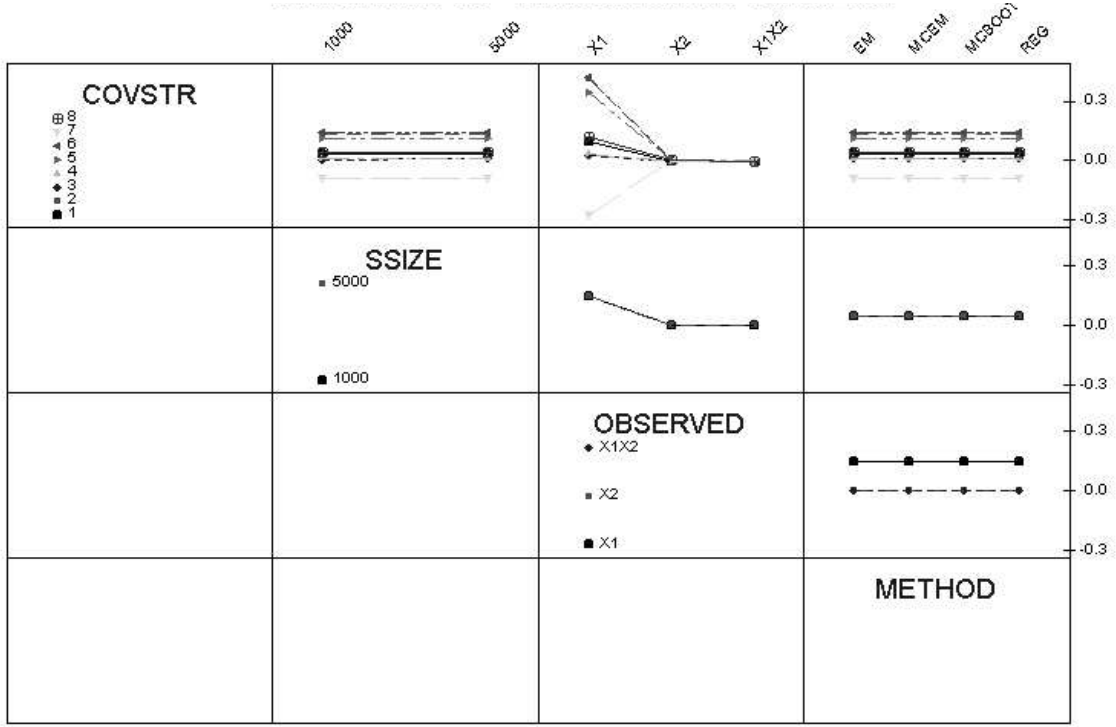 1000 5000 X1 X2 X1X2 EM MCEM MCBOOT REG
COVSTR
8
7
6
5
4
3
2
1
0.3
0.0
-0.3
SSIZE
5000
1000
0.3
0.0
-0.3
OBSERVED
X1X2
X2
X1
0.3
0.0
-0.3
METHOD